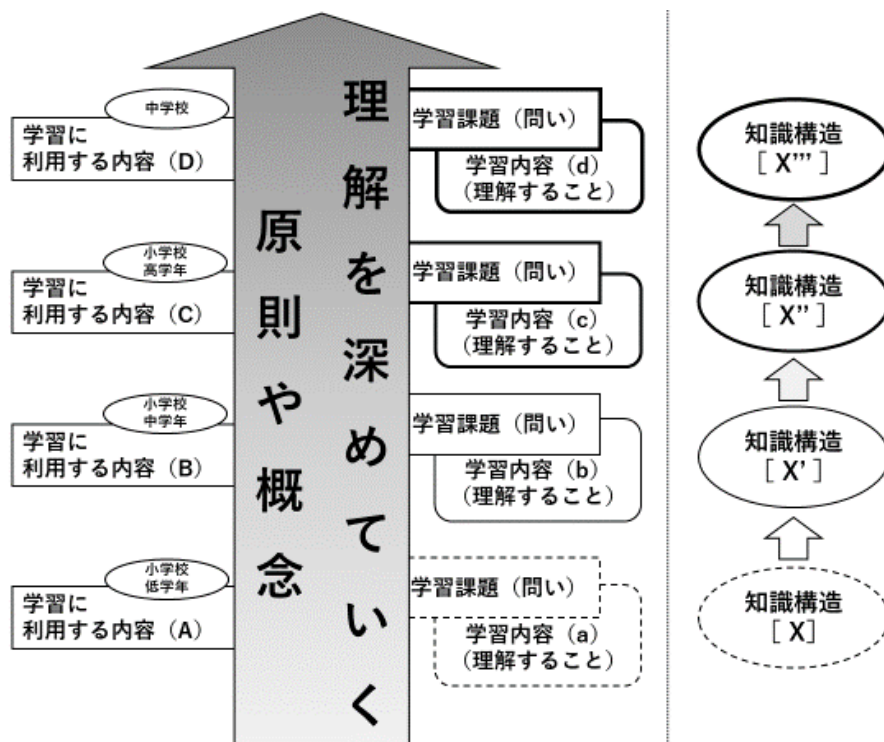 理解を深めていく
原則や概念
中学校
学習に
利用する内容（D）
学習課題（問い）
学習内容（d）
（理解すること）
知識構造
［ X’’’ ］
小学校
高学年
学習に
利用する内容（C）
学習課題（問い）
学習内容（c）
（理解すること）
知識構造
［ X’’ ］
小学校
中学年
学習に
利用する内容（B）
学習課題（問い）
学習内容（b）
（理解すること）
知識構造
［ X’ ］
小学校
低学年
学習に
利用する内容（A）
学習課題（問い）
学習内容（a）
（理解すること）
知識構造
［ X］